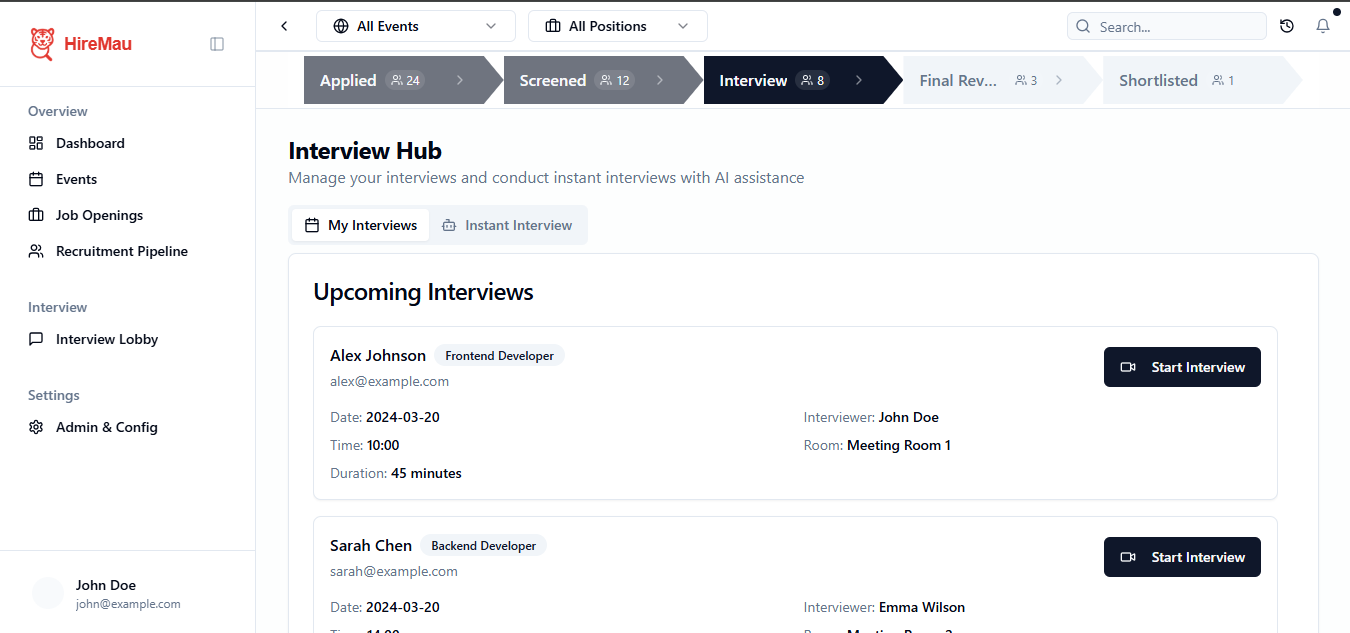 HireMau
All Events
All Positions
Search...
Applied 24
Screened 12
Interview 8
Final Rev... 3
Shortlisted 1
Overview
Dashboard
Events
Job Openings
Recruitment Pipeline
Interview
Interview Lobby
Settings
Admin & Config
John Doe
john@example.com
Interview Hub
Manage your interviews and conduct instant interviews with AI assistance
My Interviews
Instant Interview
Upcoming Interviews
Alex Johnson Frontend Developer
alex@example.com
Start Interview
Date: 2024-03-20
Interviewer: John Doe
Time: 10:00
Room: Meeting Room 1
Duration: 45 minutes
Sarah Chen Backend Developer
sarah@example.com
Start Interview
Date: 2024-03-20
Interviewer: Emma Wilson